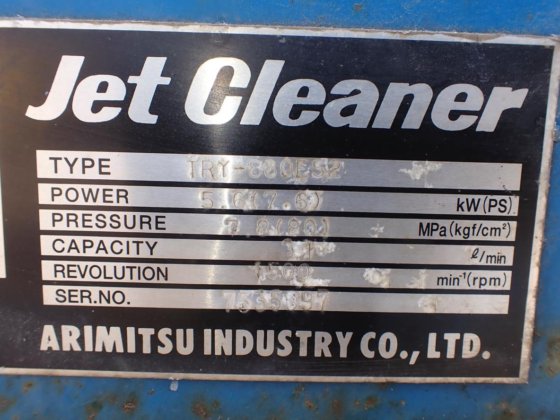 Jet Cleaner
TYPE
POWER kW(PS)
PRESSURE MPa(kgf/cm²)
CAPACITY ℓ/min
REVOLUTION 1500 min⁻¹(rpm)
SER.NO.
ARIMITSU INDUSTRY CO., LTD.